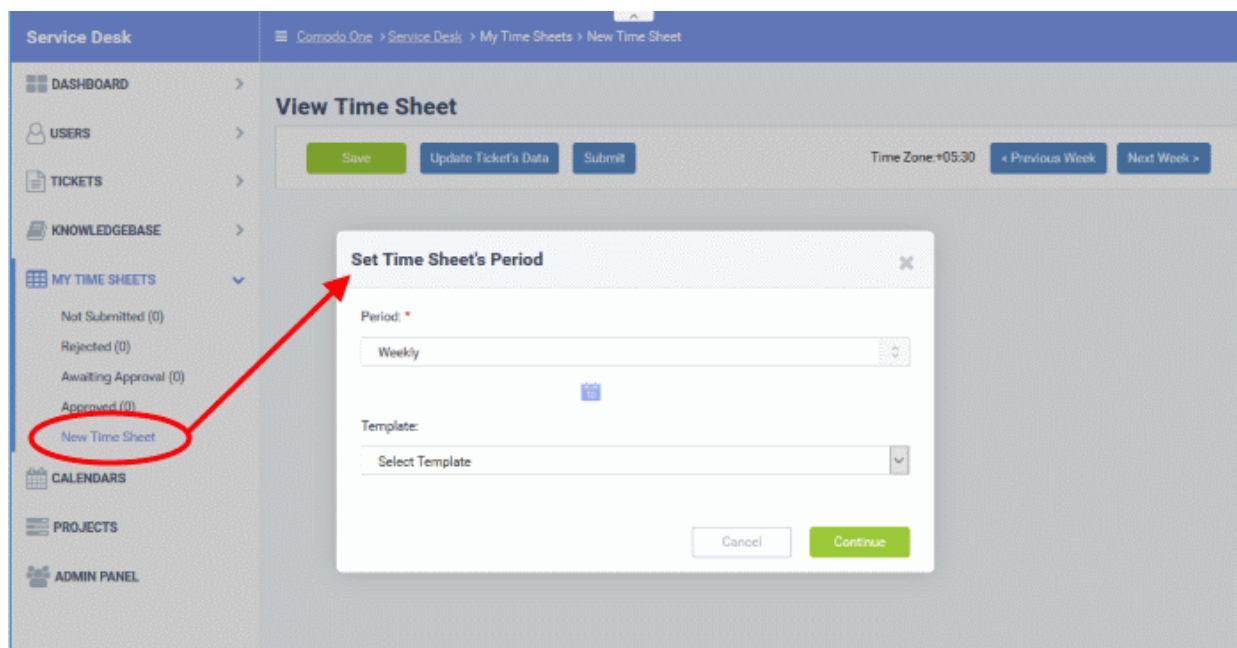 Service Desk
Comodo One > Service Desk > My Time Sheets > New Time Sheet
DASHBOARD
USERS
TICKETS
KNOWLEDGEBASE
MY TIME SHEETS
Not Submitted (0)
Rejected (0)
Awaiting Approval (0)
Approved (0)
New Time Sheet
CALENDARS
PROJECTS
ADMIN PANEL
View Time Sheet
Save Update Ticket's Data Submit Time Zone:+05:30 « Previous Week Next Week »
Set Time Sheet's Period
Period: *
Weekly
12
Template:
Select Template
Cancel Continue